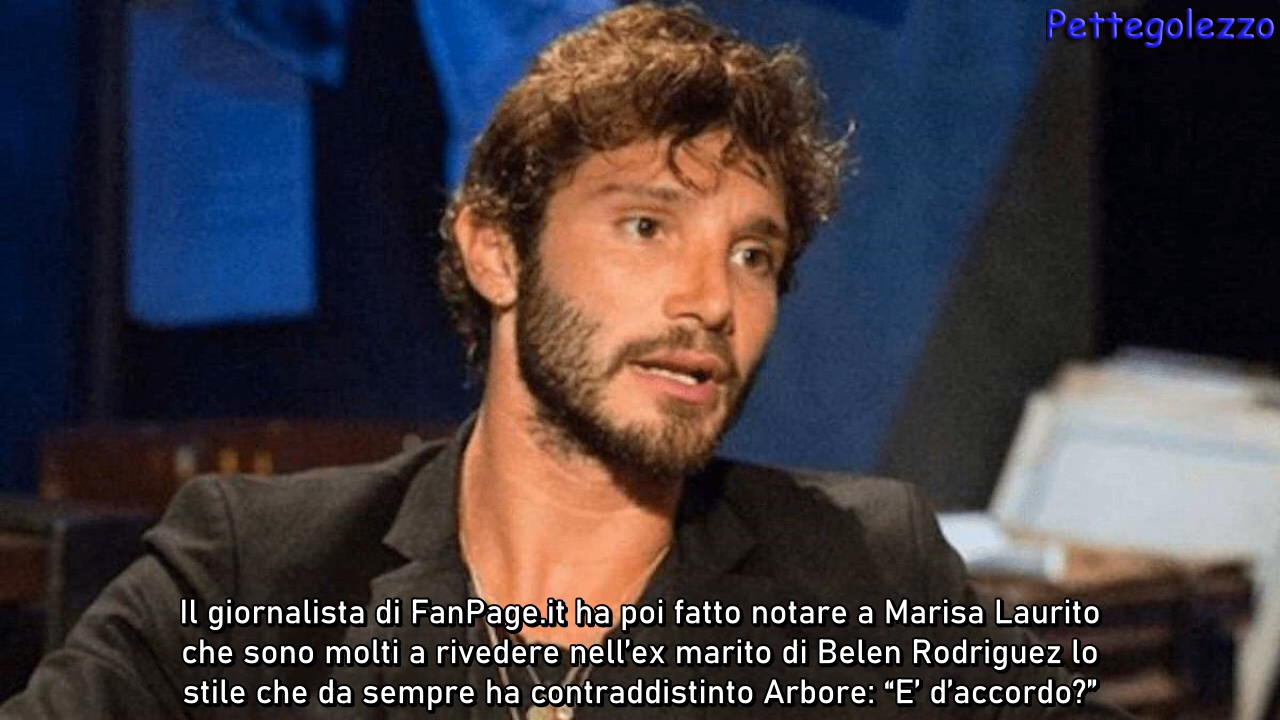 Pettegolezzo
Il giornalista di FanPage.it ha poi fatto notare a Marisa Laurito
che sono molti a rivedere nell’ex marito di Belen Rodriguez lo
stile che da sempre ha contraddistinto Arbore: “E’ d’accordo?”